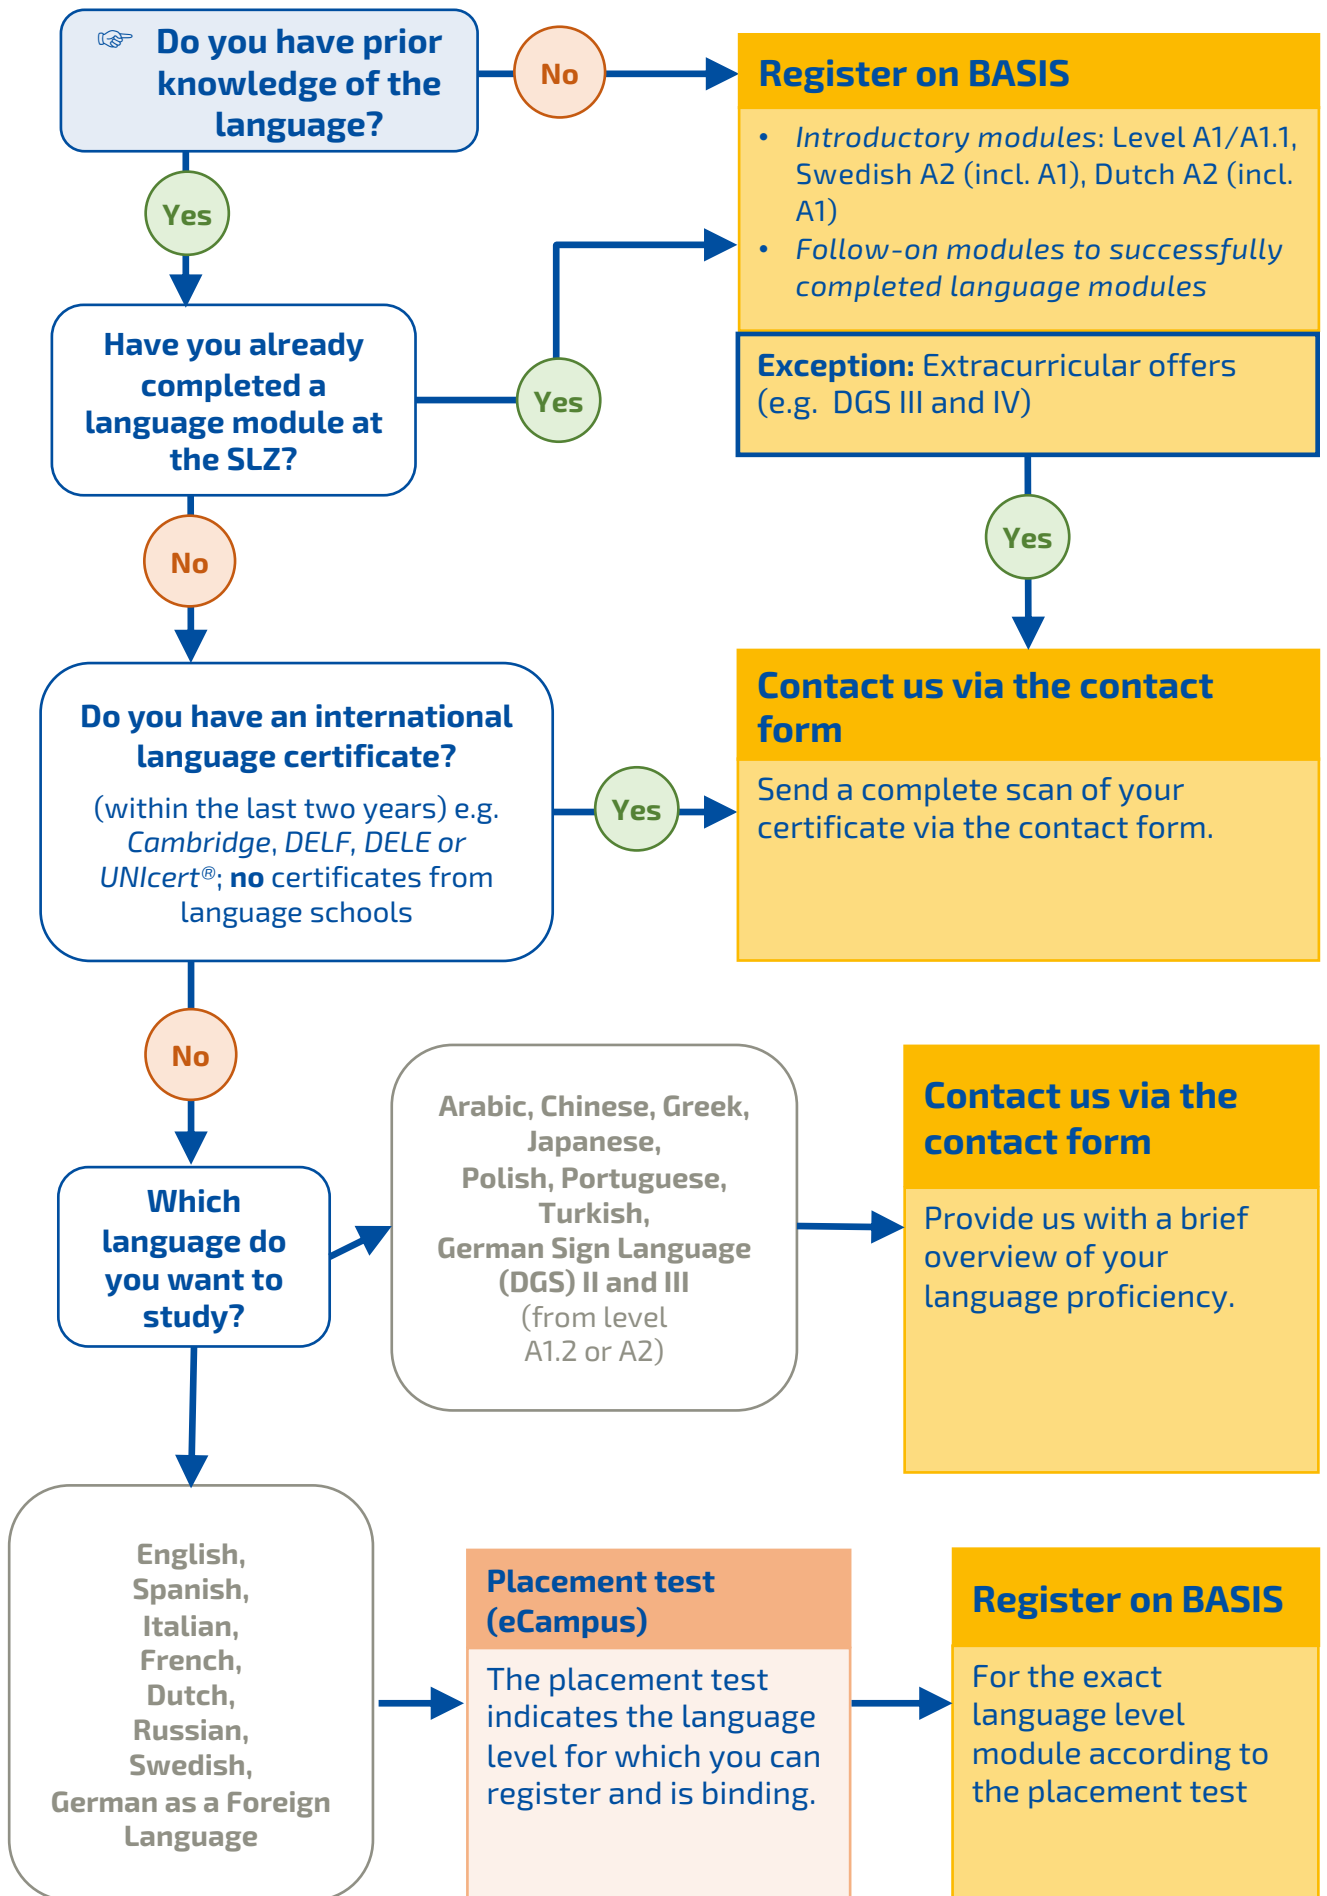 ☞ Do you have prior
knowledge of the
language?
No
Register on BASIS
• Introductory modules: Level A1/A1.1,
Swedish A2 (incl. A1), Dutch A2 (incl.
A1)
• Follow-on modules to successfully
completed language modules
Yes
Have you already
completed a
language module at
the SLZ?
Yes
Exception: Extracurricular offers
(e.g. DGS III and IV)
No
Yes
Do you have an international
language certificate?
(within the last two years) e.g.
Cambridge, DELF, DELE or
UNIcert®; no certificates from
language schools
Yes
Contact us via the contact
form
Send a complete scan of your
certificate via the contact form.
No
Which
language do
you want to
study?
Arabic, Chinese, Greek,
Japanese,
Polish, Portuguese,
Turkish,
German Sign Language
(DGS) II and III
(from level
A1.2 or A2)
Contact us via the
contact form
Provide us with a brief
overview of your
language proficiency.
English,
Spanish,
Italian,
French,
Dutch,
Russian,
Swedish,
German as a Foreign
Language
Placement test
(eCampus)
The placement test
indicates the language
level for which you can
register and is binding.
Register on BASIS
For the exact
language level
module according to
the placement test